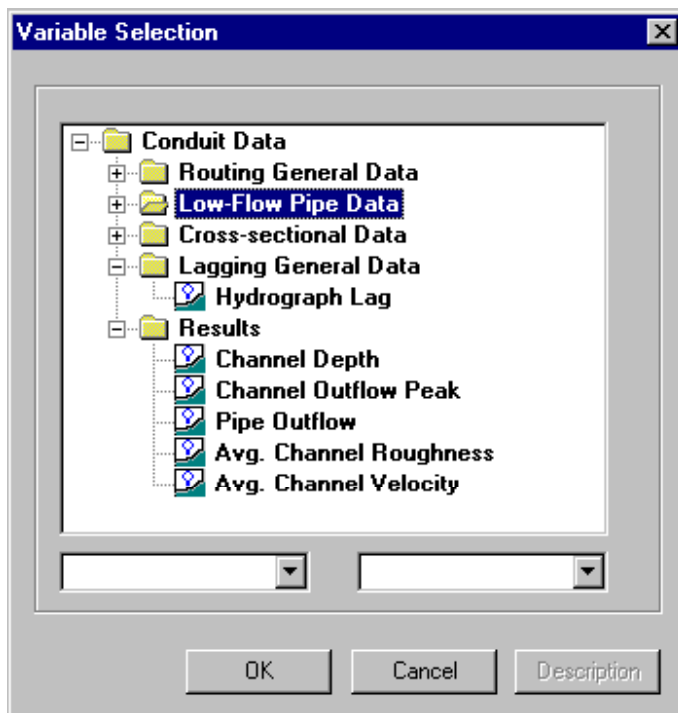 Variable Selection
Conduit Data
Routing General Data
Low-Flow Pipe Data
Cross-sectional Data
Lagging General Data
Hydrograph Lag
Results
Channel Depth
Channel Outflow Peak
Pipe Outflow
Avg. Channel Roughness
Avg. Channel Velocity
OK Cancel Description